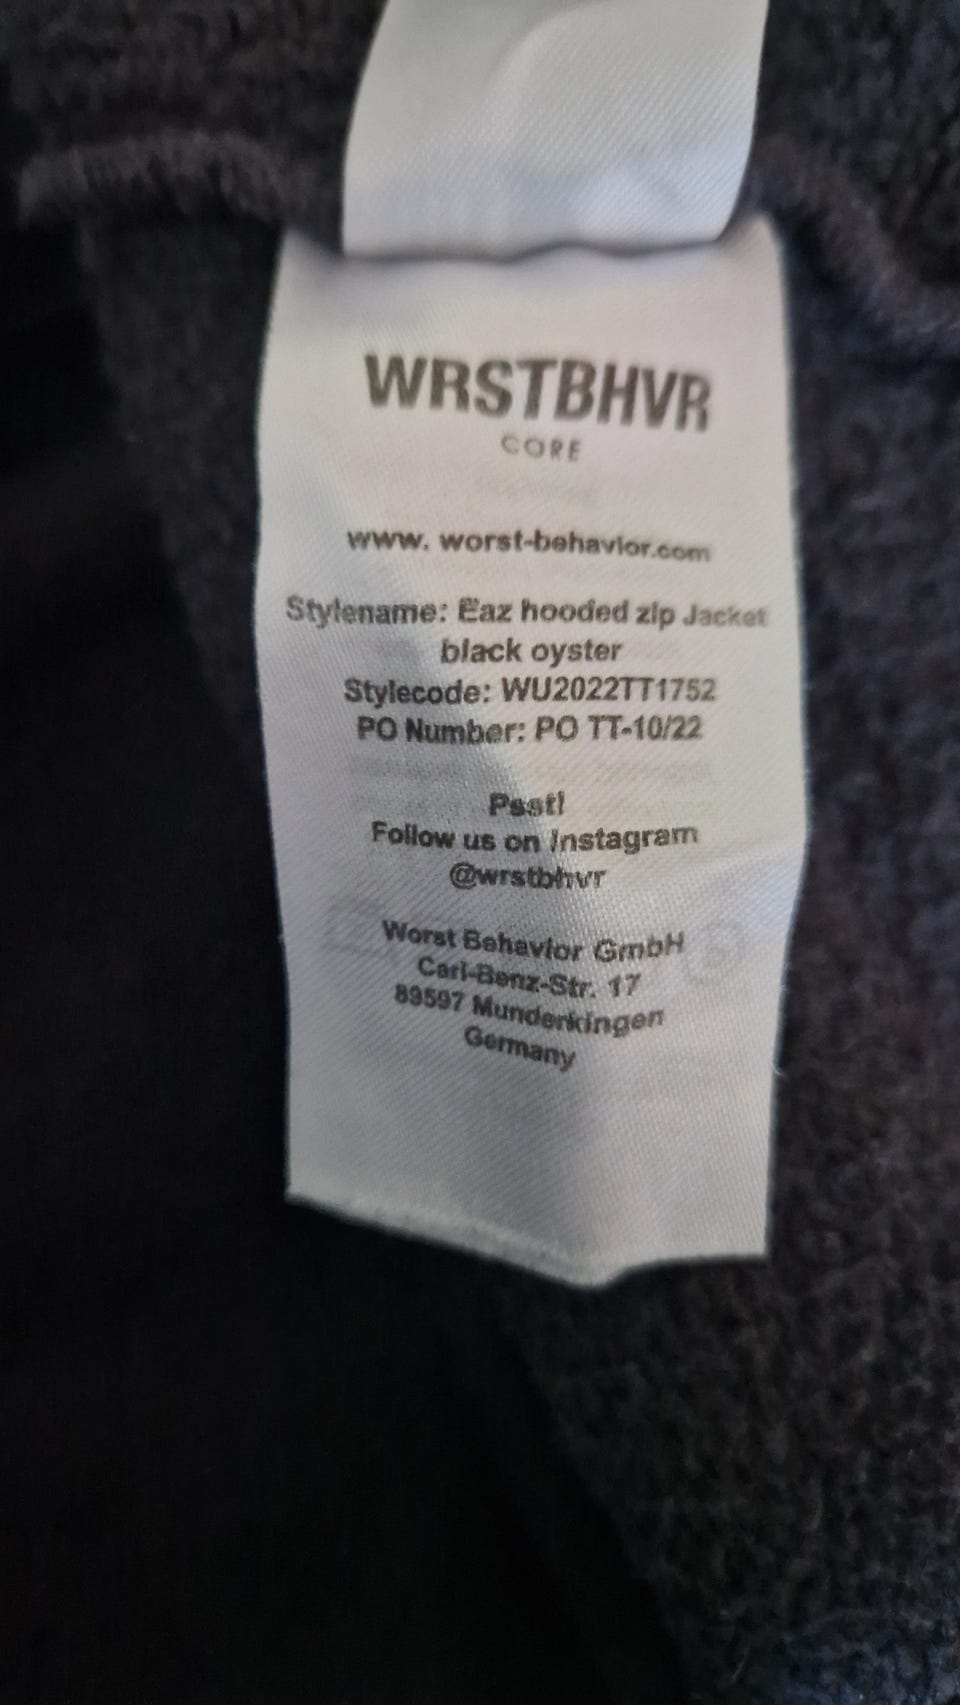 WRSTBHVR
CORE
www. worst-behavior.com
Stylename: Eaz hooded zip Jacket
black oyster
Stylecode: WU2022TT1752
PO Number: PO TT-10/22
Psst!
Follow us on Instagram
@wrstbhvr
Worst Behavior GmbH
Carl-Benz-Str. 17
89597 Munderkingen
Germany